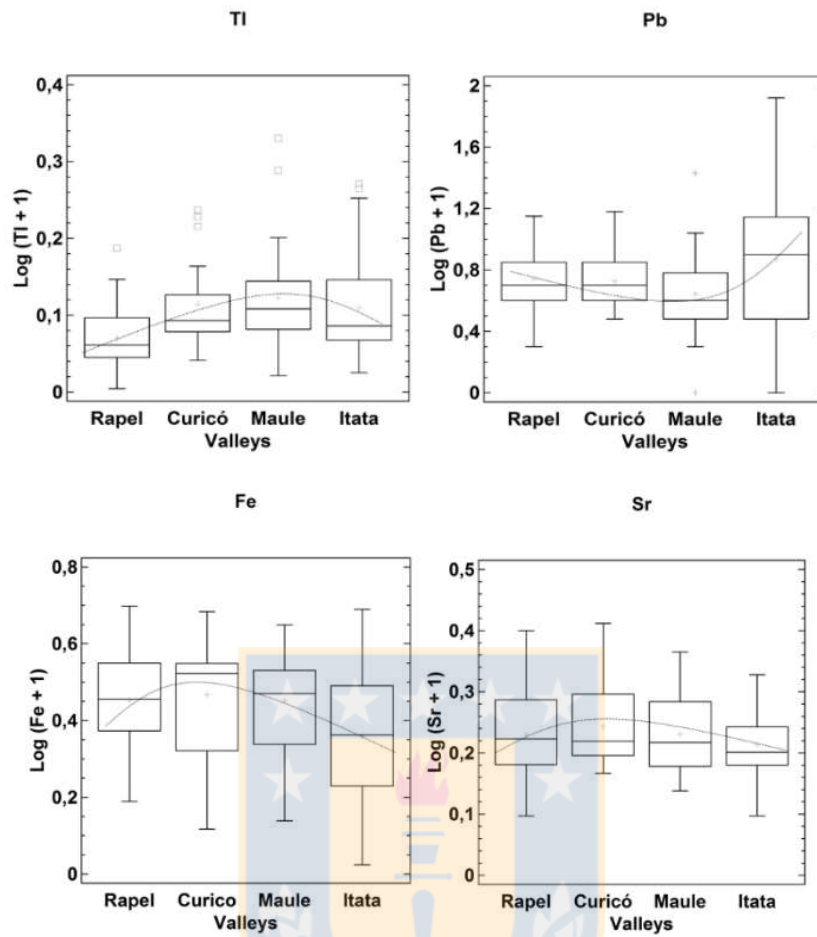 Tl
Pb
0,4
0,3
0,2
0,1
0
Log (Tl + 1)
Rapel Curicó Maule Itata
Valleys
2
1,6
1,2
0,8
0,4
0
Log (Pb + 1)
Rapel Curicó Maule Itata
Valleys
Fe
Sr
0,8
0,6
0,4
0,2
0
Log (Fe + 1)
Rapel Curico Maule Itata
Valleys
0,5
0,4
0,3
0,2
0,1
0
Log (Sr + 1)
Rapel Curicó Maule Itata
Valleys